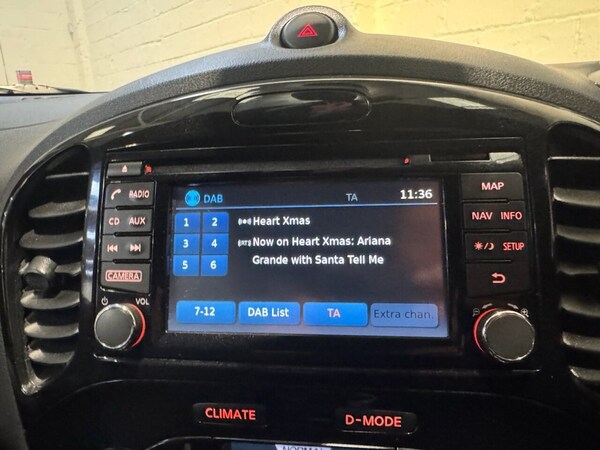 DAB TA 11:36
1 2 Heart Xmas
3 4 Now on Heart Xmas: Ariana
Grande with Santa Tell Me
5 6
7-12 DAB List TA Extra chan.
RADIO
CD AUX
CAMERA
VOL
MAP
NAV INFO
SETUP
CLIMATE D-MODE
NORMAL